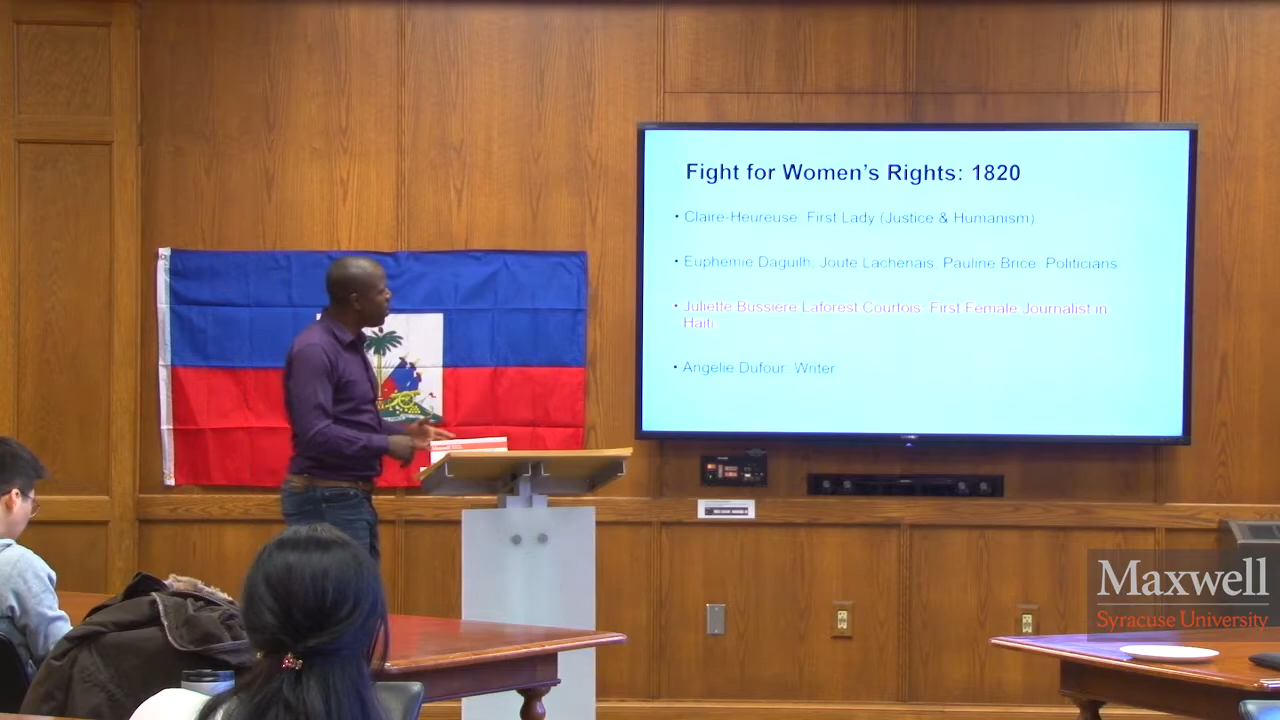 Fight for Women's Rights: 1820
• Claire-Heureuse: First Lady (Justice & Humanism)
• Euphemie Daguilh, Joute Lachenais, Pauline Brice: Politicians
• Juliette Bussiere Laforest Courtois: First Female Journalist in
Haiti
• Angélie Dufour: Writer
Maxwell
Syracuse University